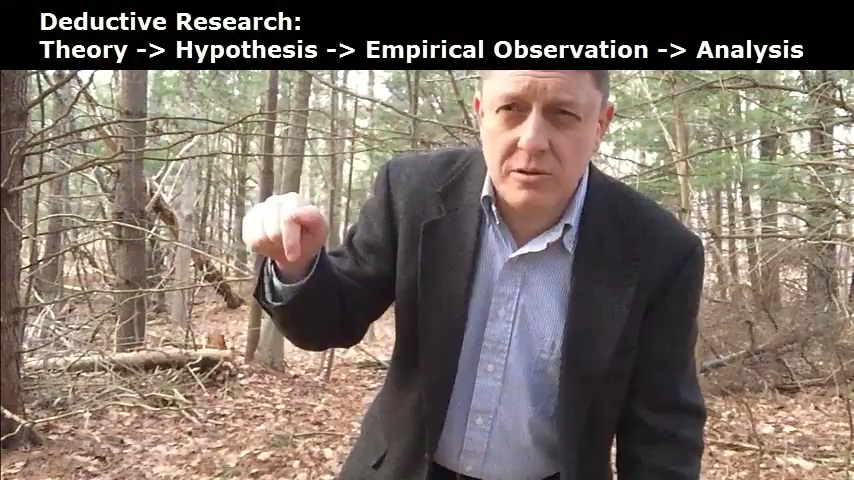 Deductive Research:
Theory -> Hypothesis -> Empirical Observation -> Analysis